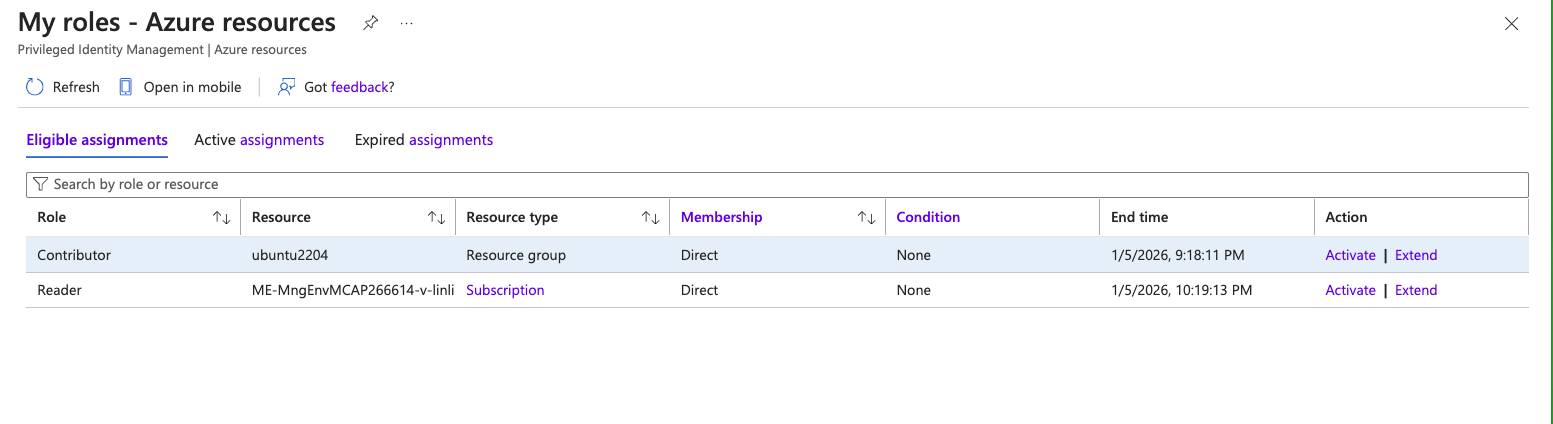 My roles - Azure resources
Privileged Identity Management | Azure resources
Refresh Open in mobile Got feedback?
Eligible assignments Active assignments Expired assignments
Search by role or resource
Role Resource Resource type Membership Condition End time Action
Contributor ubuntu2204 Resource group Direct None 1/5/2026, 9:18:11 PM Activate | Extend
Reader ME-MngEnvMCAP266614-v-linli Subscription Direct None 1/5/2026, 10:19:13 PM Activate | Extend